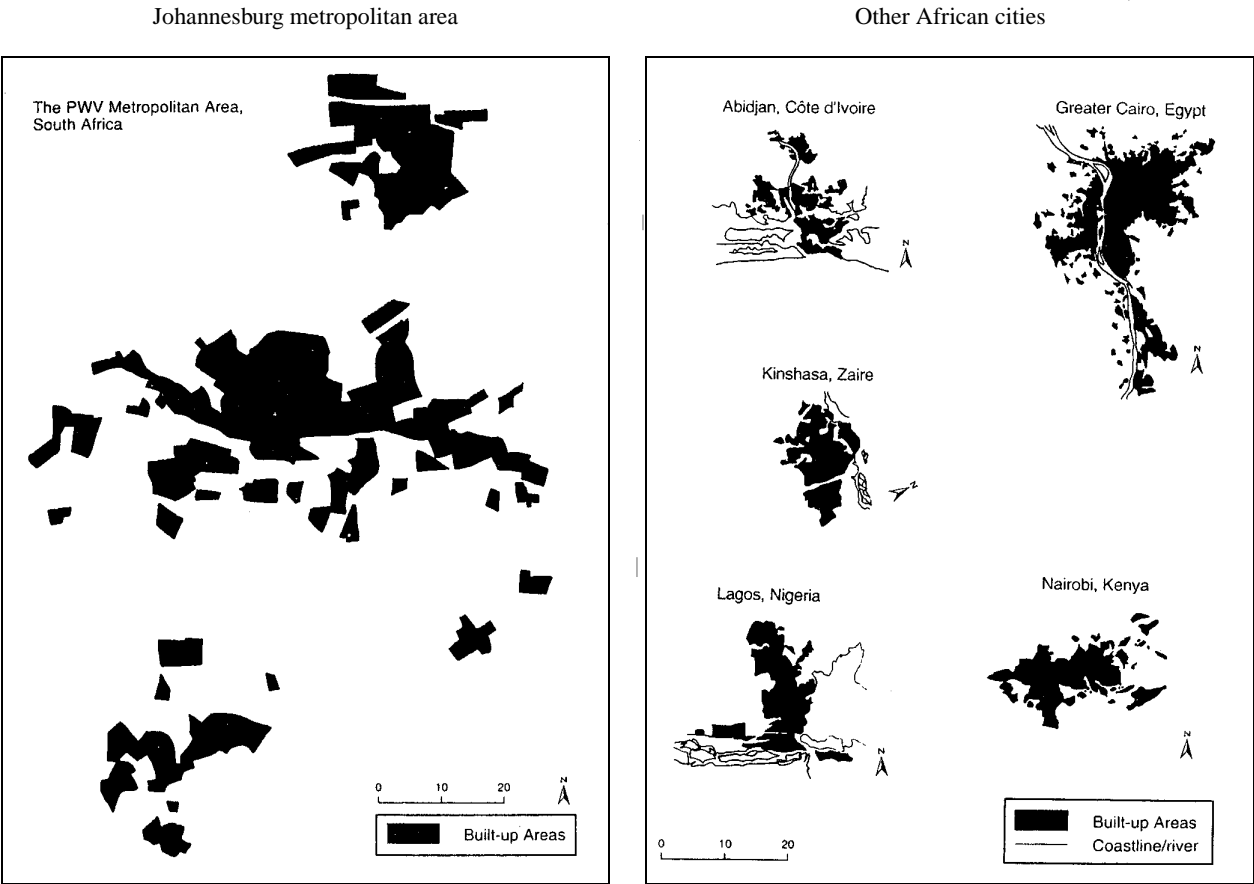 Johannesburg metropolitan area
Other African cities
The PWV Metropolitan Area,
South Africa
0 10 20
N
Built-up Areas
Abidjan, Côte d'Ivoire
N
Greater Cairo, Egypt
N
Kinshasa, Zaire
N
Lagos, Nigeria
N
Nairobi, Kenya
N
0 10 20
Built-up Areas
Coastline/river